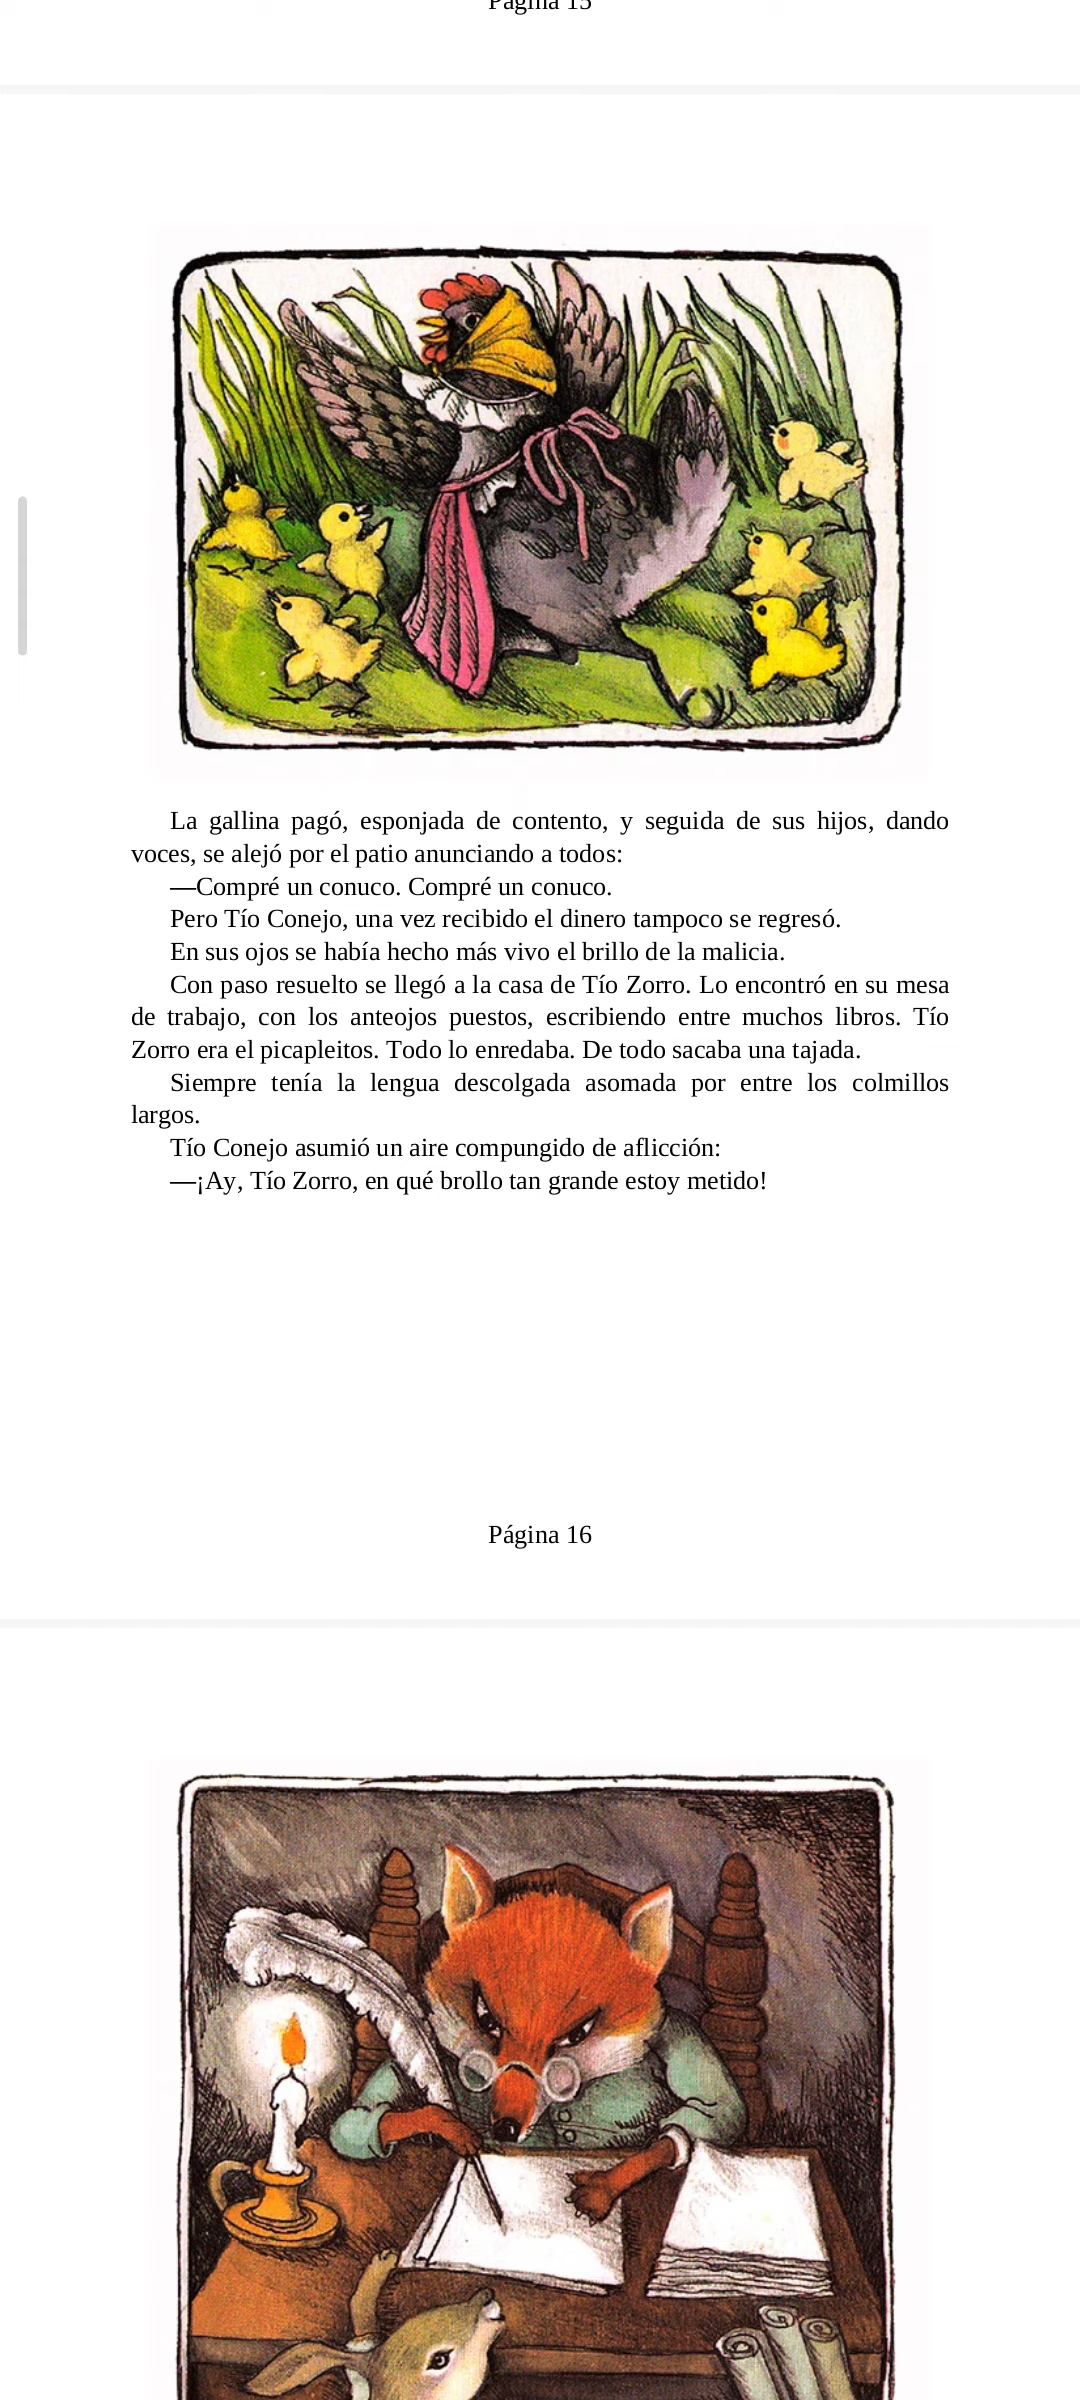 Página 15
La gallina pagó, esponjada de contento, y seguida de sus hijos, dando
voces, se alejó por el patio anunciando a todos:
—Compré un conuco. Compré un conuco.
Pero Tío Conejo, una vez recibido el dinero tampoco se regresó.
En sus ojos se había hecho más vivo el brillo de la malicia.
Con paso resuelto se llegó a la casa de Tío Zorro. Lo encontró en su mesa
de trabajo, con los anteojos puestos, escribiendo entre muchos libros. Tío
Zorro era el picapleitos. Todo lo enredaba. De todo sacaba una tajada.
Siempre tenía la lengua descolgada asomada por entre los colmillos
largos.
Tío Conejo asumió un aire compungido de aflicción:
—¡Ay, Tío Zorro, en qué brollo tan grande estoy metido!
Página 16